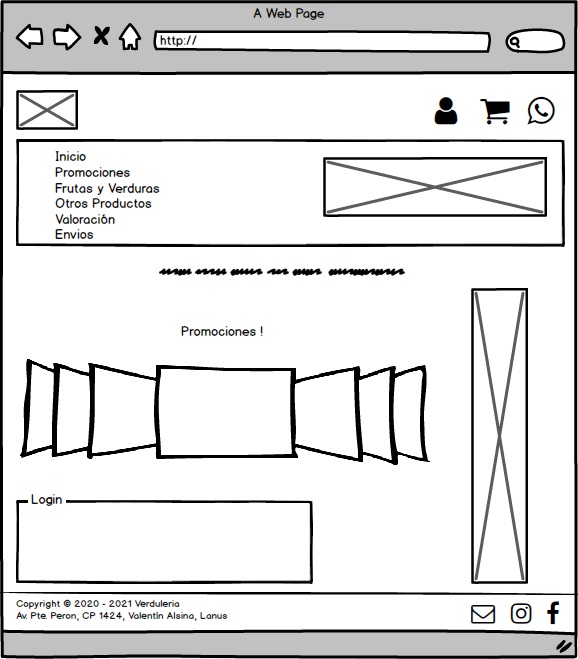 A Web Page
http://
Inicio
Promociones
Frutas y Verduras
Otros Productos
Valoración
Envios
Promociones !
Login
Copyright © 2020 - 2021 Verduleria
Av. Pte. Peron, CP 1424, Valentín Alsina, Lanus